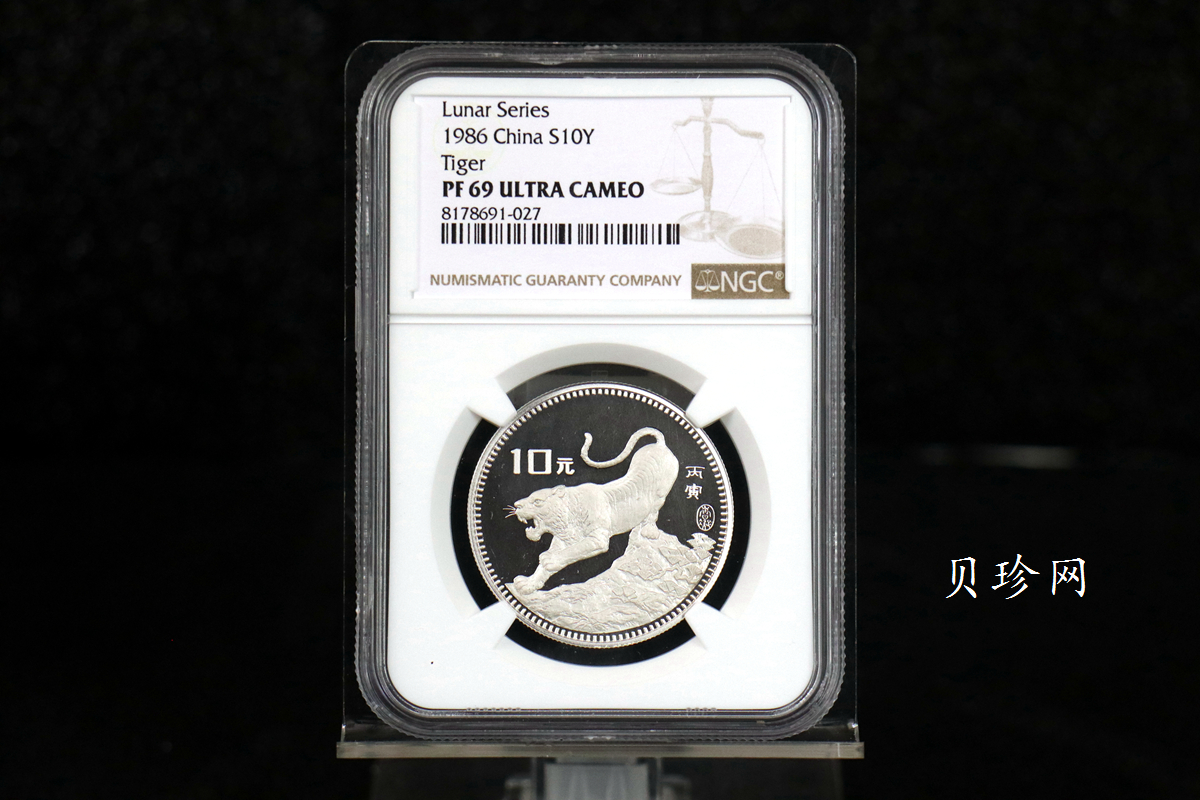 Lunar Series
1986 China S10Y
Tiger
PF 69 ULTRA CAMEO
8178691-027
NUMISMATIC GUARANTY COMPANY
NGC®
10元
丙
寅
贝珍网